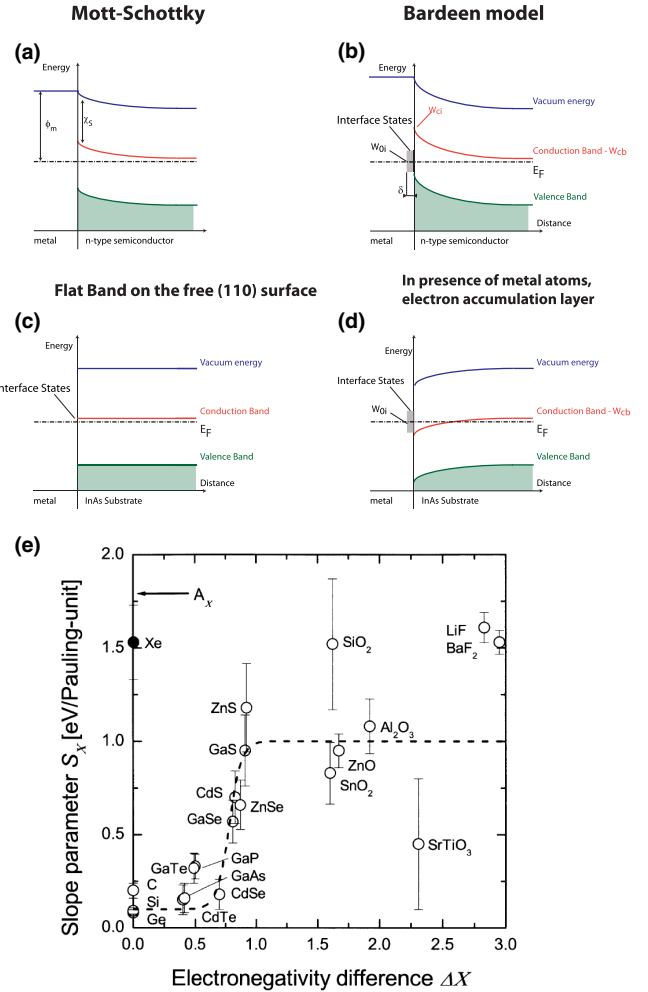 Mott-Schottky
Bardeen model
(a)
Energy
ϕm
χS
EF
metal
n-type semiconductor
(b)
Energy
Wci
Vacuum energy
Interface States
W0i
Conduction Band - Wcb
EF
δ
Valence Band
Distance
metal
n-type semiconductor
Flat Band on the free (110) surface
In presence of metal atoms,
electron accumulation layer
(c)
Energy
Vacuum energy
Interface States
Conduction Band
EF
Valence Band
Distance
metal
InAs Substrate
(d)
Energy
Vacuum energy
Interface States
W0i
Conduction Band - Wcb
EF
Valence Band
Distance
metal
InAs Substrate
(e)
Slope parameter SX [eV/Pauling-unit]
2.0
1.5
1.0
0.5
0.0
AX
Xe
SiO2
LiF
BaF2
ZnS
Al2O3
GaS
ZnO
SnO2
CdS
ZnSe
GaSe
SrTiO3
GaTe
GaP
GaAs
C
Si
CdSe
Ge
CdTe
0.0 0.5 1.0 1.5 2.0 2.5 3.0
Electronegativity difference ΔX